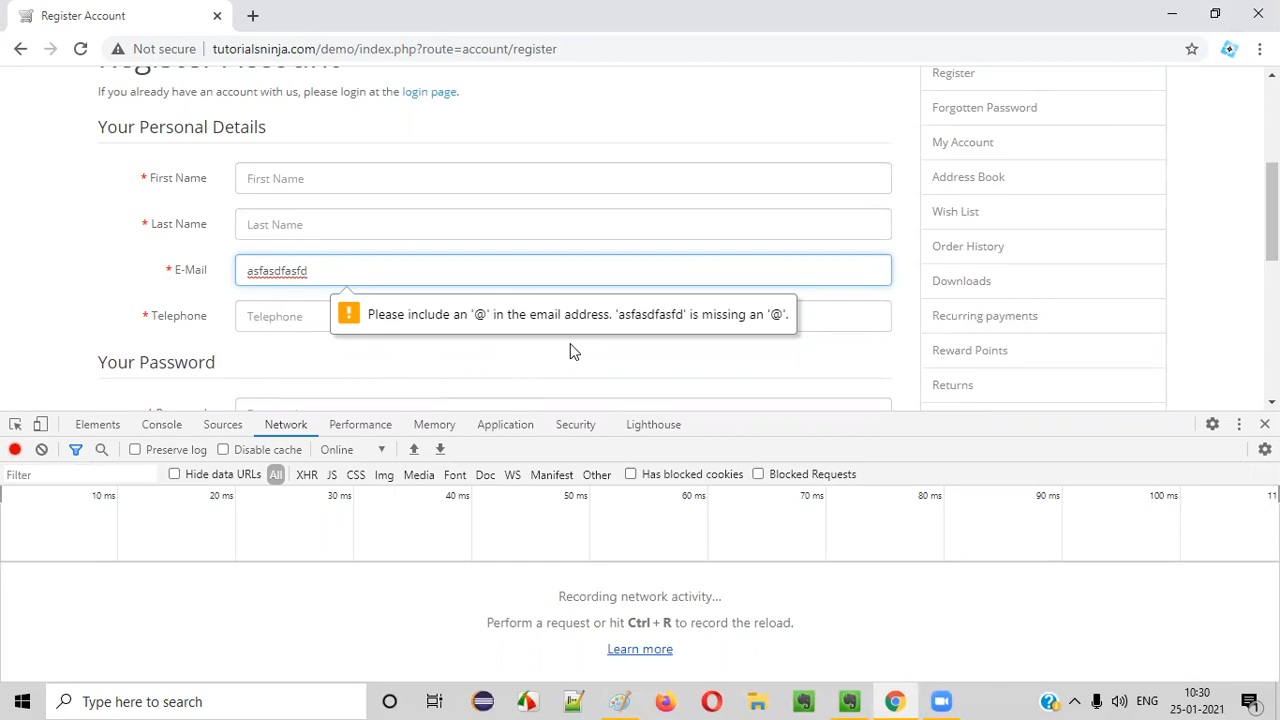 Register Account
Not secure
tutorialsninja.com/demo/index.php?route=account/register
Register Account
If you already have an account with us, please login at the login page.
Your Personal Details
* First Name
First Name
* Last Name
Last Name
* E-Mail
asfasdfasfd
Please include an '@' in the email address. 'asfasdfasfd' is missing an '@'.
* Telephone
Telephone
Your Password
Register
Forgotten Password
My Account
Address Book
Wish List
Order History
Downloads
Recurring payments
Reward Points
Returns
Elements Console Sources Network Performance Memory Application Security Lighthouse
Preserve log Disable cache Online
Filter Hide data URLs All XHR JS CSS Img Media Font Doc WS Manifest Other Has blocked cookies Blocked Requests
10 ms 20 ms 30 ms 40 ms 50 ms 60 ms 70 ms 80 ms 90 ms 100 ms 11
Recording network activity…
Perform a request or hit Ctrl + R to record the reload.
Learn more
Type here to search
ENG
10:30
25-01-2021